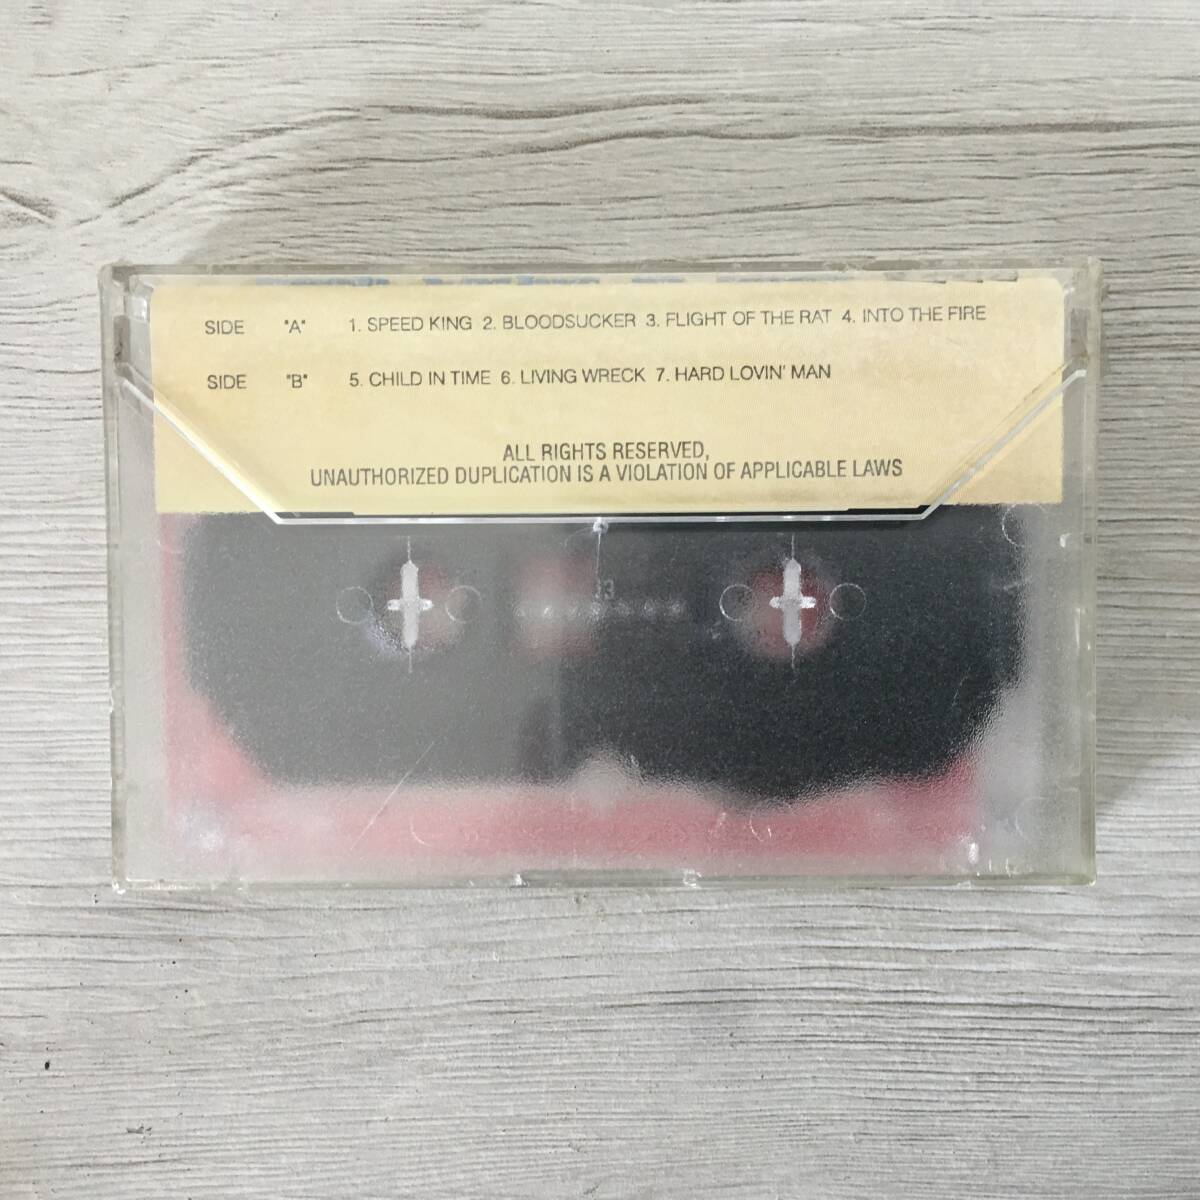 SIDE "A" 1. SPEED KING 2. BLOODSUCKER 3. FLIGHT OF THE RAT 4. INTO THE FIRE
SIDE "B" 5. CHILD IN TIME 6. LIVING WRECK 7. HARD LOVIN' MAN
ALL RIGHTS RESERVED,
UNAUTHORIZED DUPLICATION IS A VIOLATION OF APPLICABLE LAWS
33